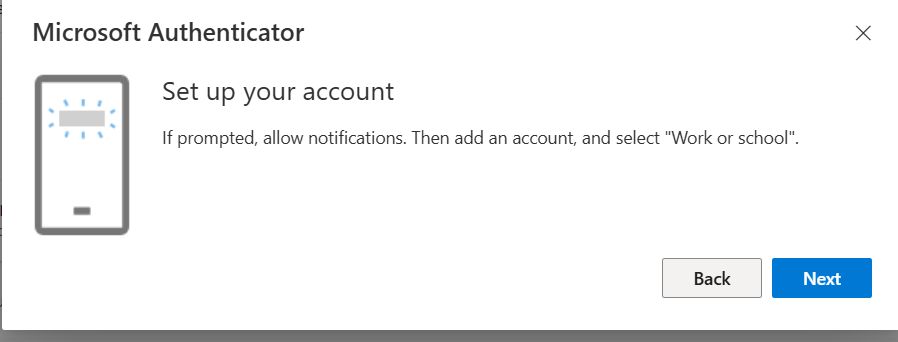 Microsoft Authenticator
Set up your account
If prompted, allow notifications. Then add an account, and select "Work or school".
Back
Next